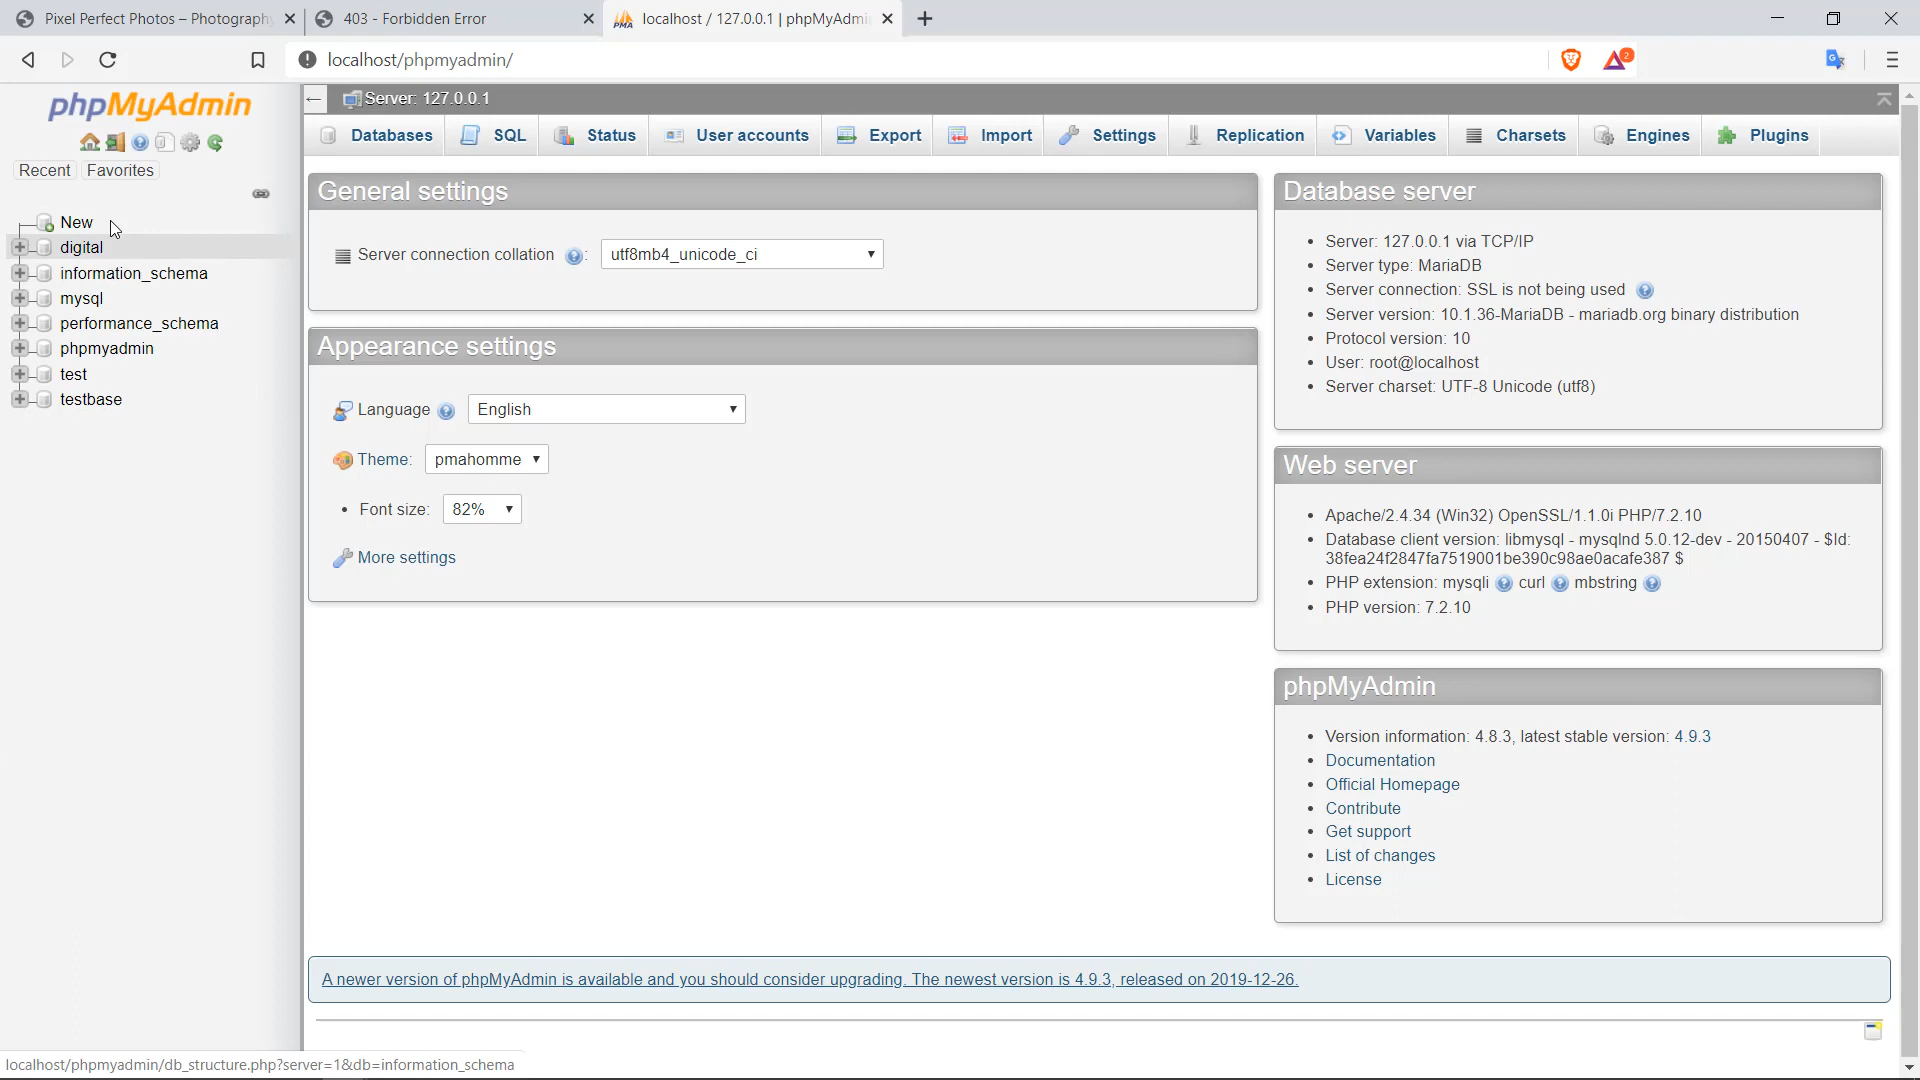 Pixel Perfect Photos – Photography
403 - Forbidden Error
localhost / 127.0.0.1 | phpMyAdmin
localhost/phpmyadmin/
2
phpMyAdmin
Recent Favorites
New
digital
information_schema
mysql
performance_schema
phpmyadmin
test
testbase
Server: 127.0.0.1
Databases SQL Status User accounts Export Import Settings Replication Variables Charsets Engines Plugins
General settings
Server connection collation : utf8mb4_unicode_ci
Appearance settings
Language English
Theme: pmahomme
• Font size: 82%
More settings
Database server
• Server: 127.0.0.1 via TCP/IP
• Server type: MariaDB
• Server connection: SSL is not being used
• Server version: 10.1.36-MariaDB - mariadb.org binary distribution
• Protocol version: 10
• User: root@localhost
• Server charset: UTF-8 Unicode (utf8)
Web server
• Apache/2.4.34 (Win32) OpenSSL/1.1.0i PHP/7.2.10
• Database client version: libmysql - mysqlnd 5.0.12-dev - 20150407 - $Id:
38fea24f2847fa7519001be390c98ae0acafe387 $
• PHP extension: mysqli curl mbstring
• PHP version: 7.2.10
phpMyAdmin
• Version information: 4.8.3, latest stable version: 4.9.3
• Documentation
• Official Homepage
• Contribute
• Get support
• List of changes
• License
A newer version of phpMyAdmin is available and you should consider upgrading. The newest version is 4.9.3, released on 2019-12-26.
localhost/phpmyadmin/db_structure.php?server=1&db=information_schema